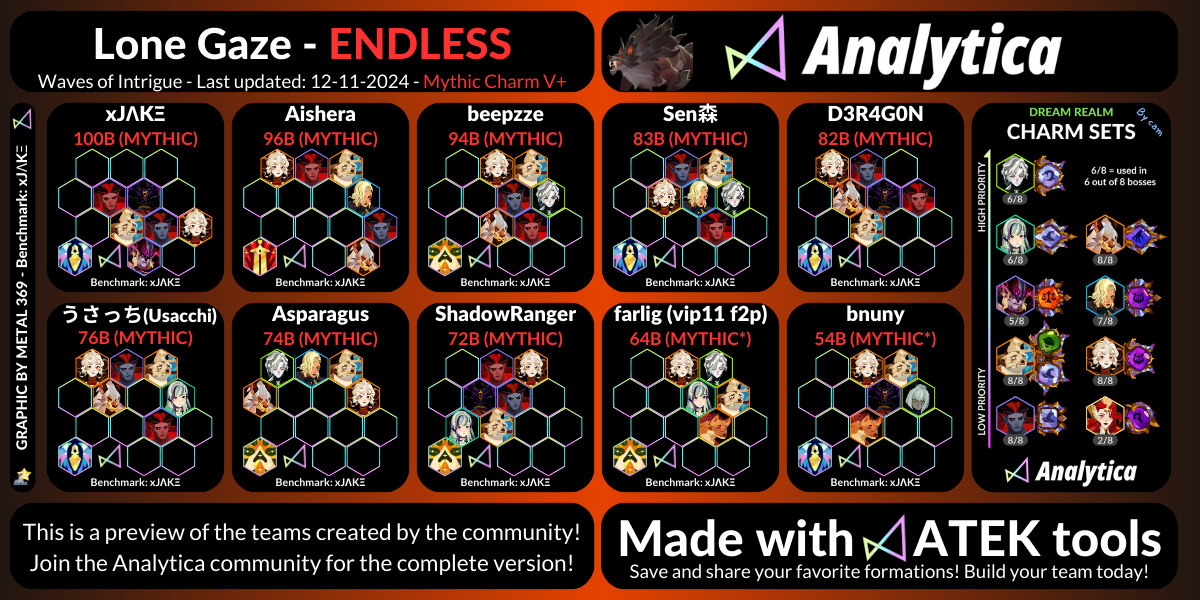 Lone Gaze - ENDLESS
Waves of Intrigue - Last updated: 12-11-2024 - Mythic Charm V+
Analytica
GRAPHIC BY METAL 369 - Benchmark: xJΛKΞ
xJΛKΞ
100B (MYTHIC)
Benchmark: xJΛKΞ
Aishera
96B (MYTHIC)
Benchmark: xJΛKΞ
beepzze
94B (MYTHIC)
Benchmark: xJΛKΞ
Sen森
83B (MYTHIC)
Benchmark: xJΛKΞ
D3R4G0N
82B (MYTHIC)
Benchmark: xJΛKΞ
うさっち(Usacchi)
76B (MYTHIC)
Benchmark: xJΛKΞ
Asparagus
74B (MYTHIC)
Benchmark: xJΛKΞ
ShadowRanger
72B (MYTHIC)
Benchmark: xJΛKΞ
farlig (vip11 f2p)
64B (MYTHIC*)
Benchmark: xJΛKΞ
bnuny
54B (MYTHIC*)
Benchmark: xJΛKΞ
DREAM REALM
CHARM SETS
By cam
HIGH PRIORITY
LOW PRIORITY
6/8 = used in
6 out of 8 bosses
6/8
6/8
8/8
5/8
7/8
8/8
8/8
8/8
2/8
Analytica
This is a preview of the teams created by the community!
Join the Analytica community for the complete version!
Made with ATEK tools
Save and share your favorite formations! Build your team today!